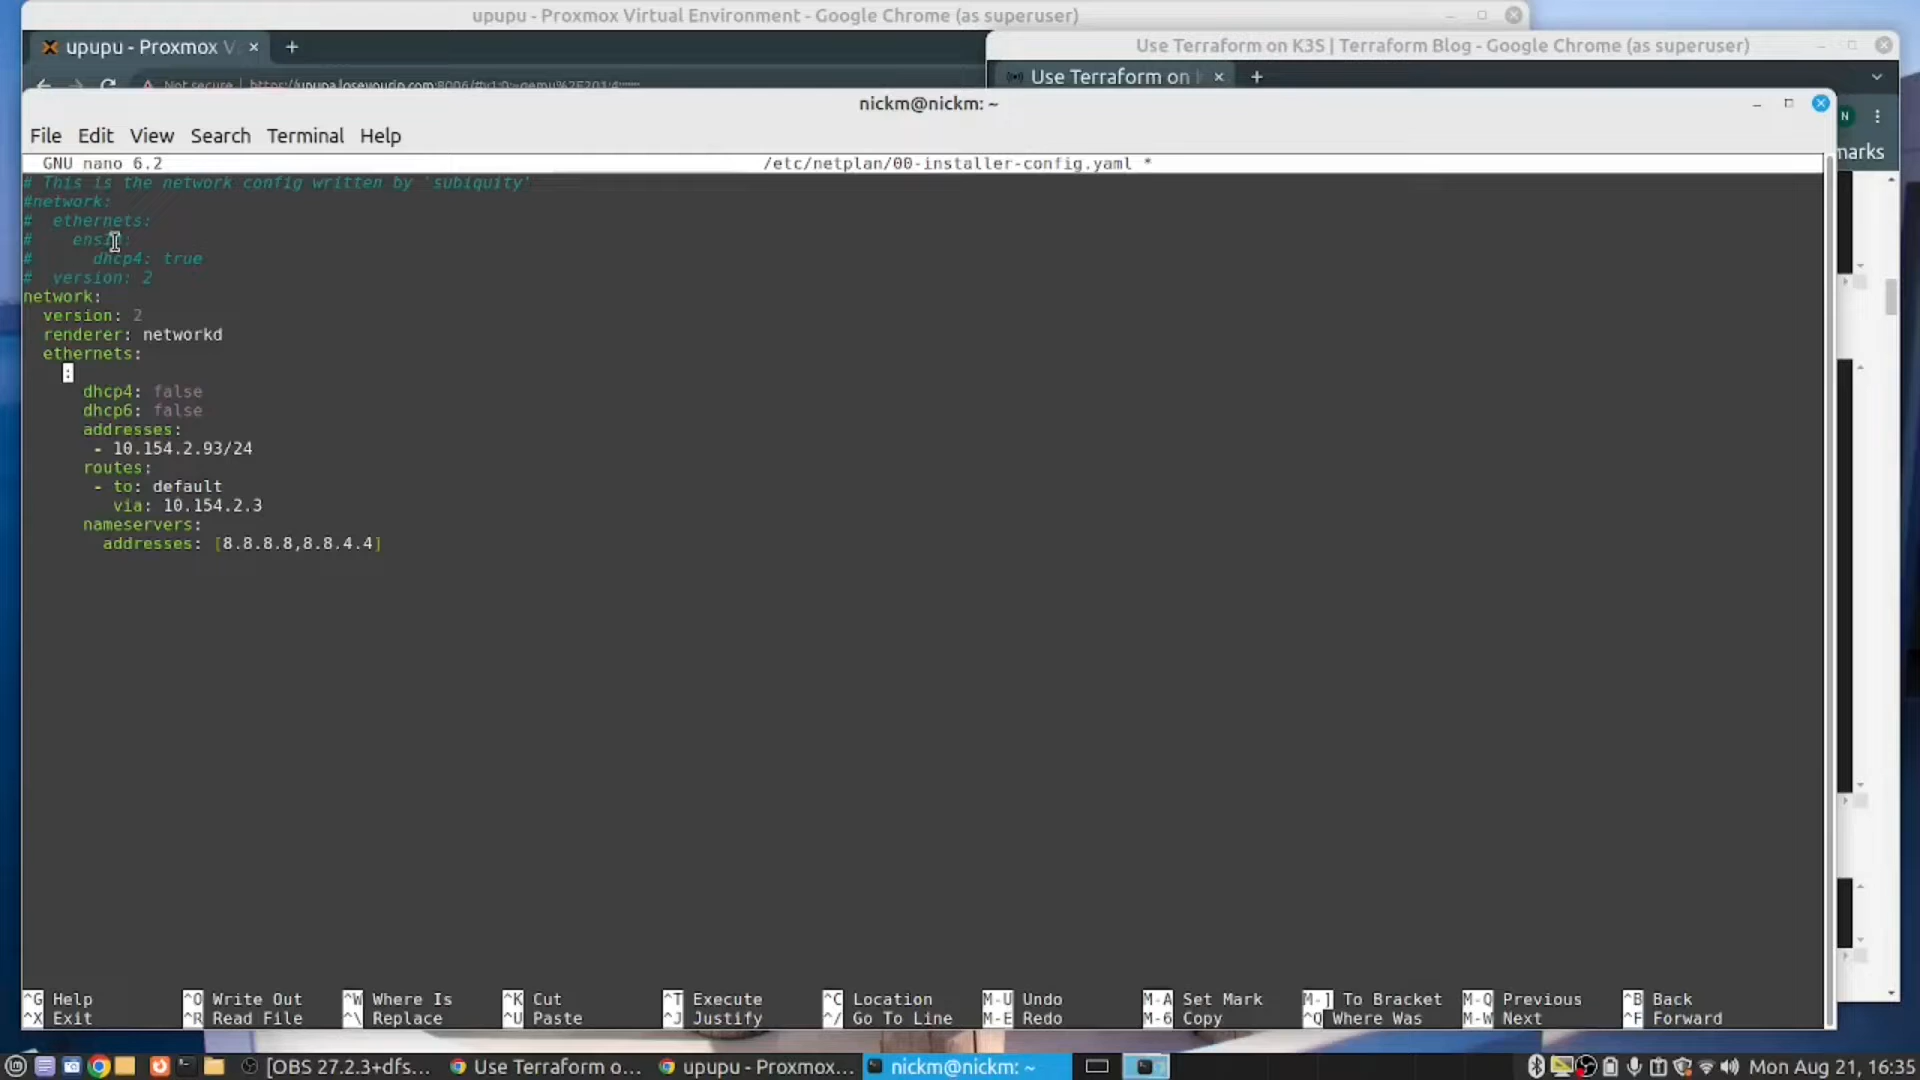 upupu - Proxmox Virtual Environment - Google Chrome (as superuser)
upupu - Proxmox V
Use Terraform on K3S | Terraform Blog - Google Chrome (as superuser)
Use Terraform on
Not secure
N
marks
nickm@nickm: ~
File Edit View Search Terminal Help
GNU nano 6.2 /etc/netplan/00-installer-config.yaml *
# This is the network config written by 'subiquity'
#network:
#  ethernets:
#
#      dhcp4: true
#  version: 2
network:
  version: 2
  renderer: networkd
  ethernets:
    :
      dhcp4: false
      dhcp6: false
      addresses:
       - 10.154.2.93/24
      routes:
       - to: default
         via: 10.154.2.3
      nameservers:
        addresses: [8.8.8.8,8.8.4.4]
^G Help ^O Write Out ^W Where Is ^K Cut ^T Execute ^C Location M-U Undo M-A Set Mark M-] To Bracket M-Q Previous ^B Back
^X Exit ^R Read File ^\ Replace ^U Paste ^J Justify ^/ Go To Line M-E Redo M-6 Copy ^Q Where Was M-W Next ^F Forward
[OBS 27.2.3+dfs... Use Terraform o... upupu - Proxmox... nickm@nickm: ~ Mon Aug 21, 16:35